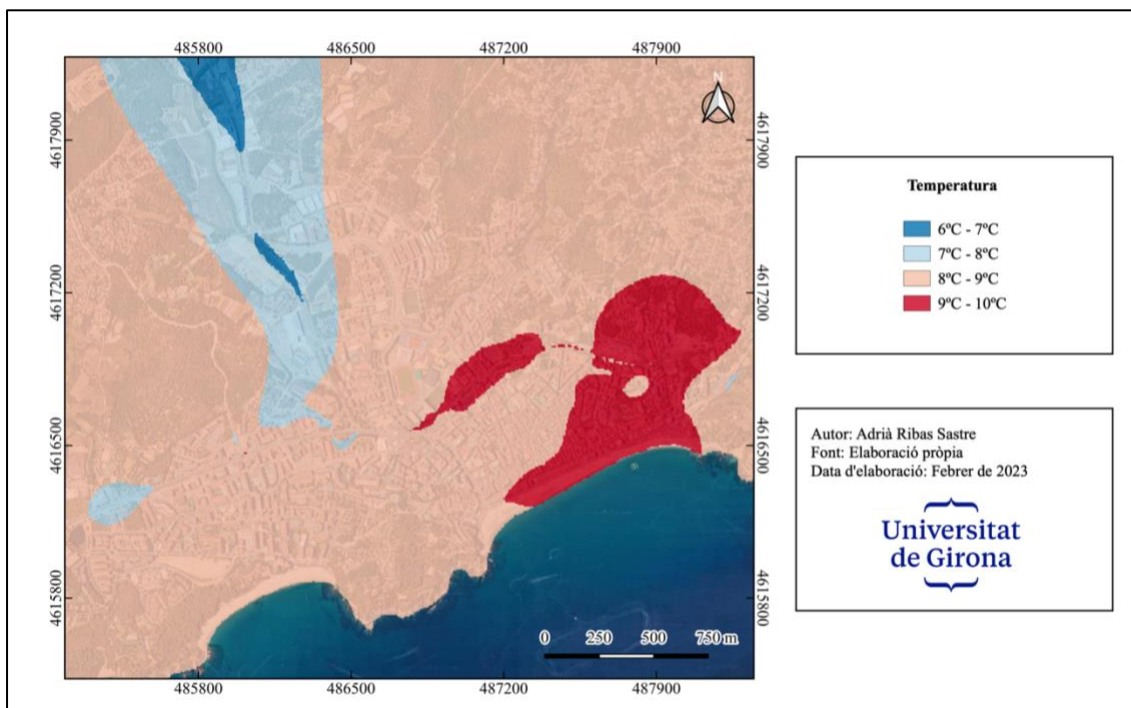 485800 486500 487200 487900
N
4617900 4617900
4617200 4617200
4616500 4616500
4615800 4615800
0 250 500 750 m
485800 486500 487200 487900
Temperatura
6ºC - 7ºC
7ºC - 8ºC
8ºC - 9ºC
9ºC - 10ºC
Autor: Adrià Ribas Sastre
Font: Elaboració pròpia
Data d'elaboració: Febrer de 2023
Universitat
de Girona